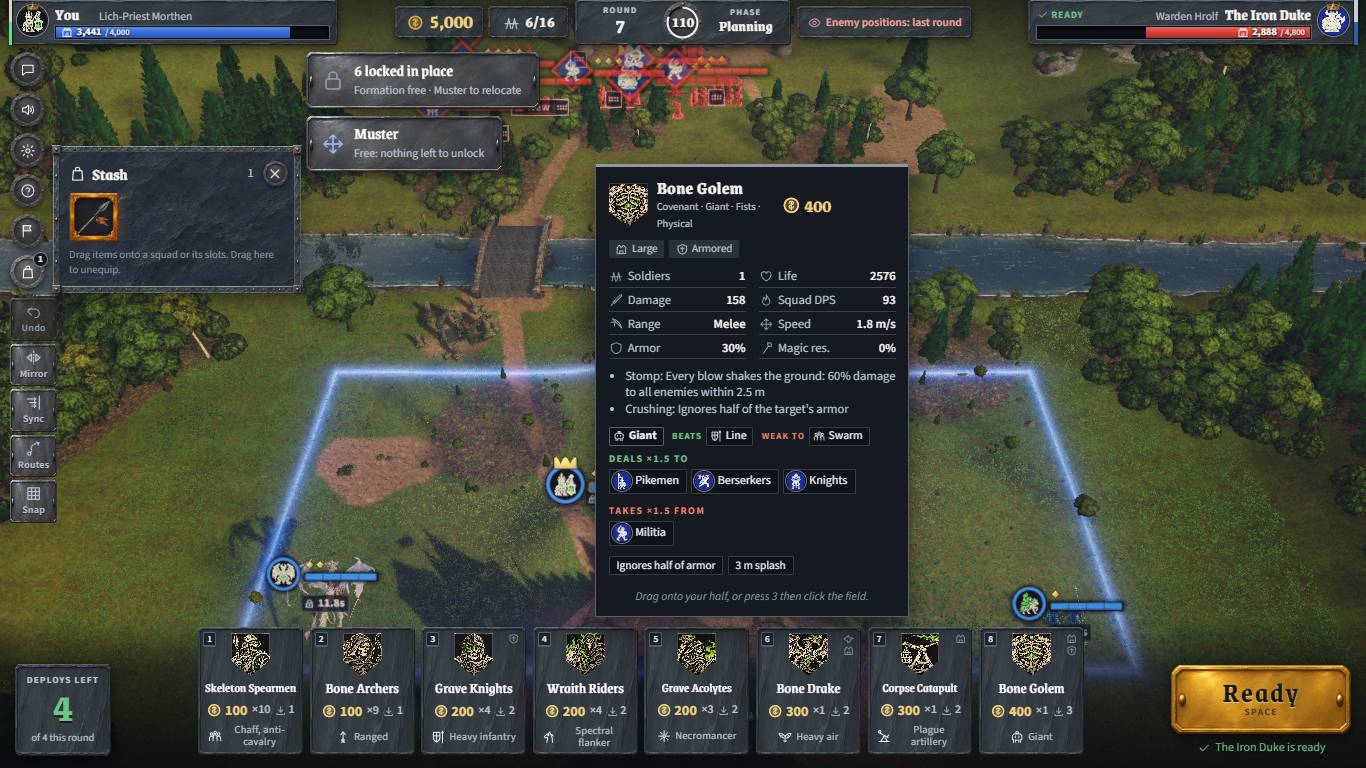 You
Lich-Priest Morthen
3,441 / 4,000
5,000
6/16
ROUND
7
110
PHASE
Planning
Enemy positions: last round
READY
Warden Hrolf
The Iron Duke
2,888 / 4,800
6 locked in place
Formation free · Muster to relocate
Muster
Free: nothing left to unlock
Stash
1
Drag items onto a squad or its slots. Drag here
to unequip.
1
Undo
Mirror
Sync
Routes
Snap
11.8s
Bone Golem
Covenant · Giant · Fists ·
Physical
400
Large
Armored
Soldiers 1
Life 2576
Damage 158
Squad DPS 93
Range Melee
Speed 1.8 m/s
Armor 30%
Magic res. 0%
• Stomp: Every blow shakes the ground: 60% damage
to all enemies within 2.5 m
• Crushing: Ignores half of the target's armor
Giant BEATS Line WEAK TO Swarm
DEALS ×1.5 TO
Pikemen
Berserkers
Knights
TAKES ×1.5 FROM
Militia
Ignores half of armor
3 m splash
Drag onto your half, or press 3 then click the field.
DEPLOYS LEFT
4
of 4 this round
1
Skeleton Spearmen
100 ×10 1
Chaff, anti-
cavalry
2
Bone Archers
100 ×9 1
Ranged
3
Grave Knights
200 ×4 2
Heavy infantry
4
Wraith Riders
200 ×4 2
Spectral
flanker
5
Grave Acolytes
200 ×3 2
Necromancer
6
Bone Drake
300 ×1 2
Heavy air
7
Corpse Catapult
300 ×1 2
Plague
artillery
8
Bone Golem
400 ×1 3
Giant
Ready
SPACE
The Iron Duke is ready